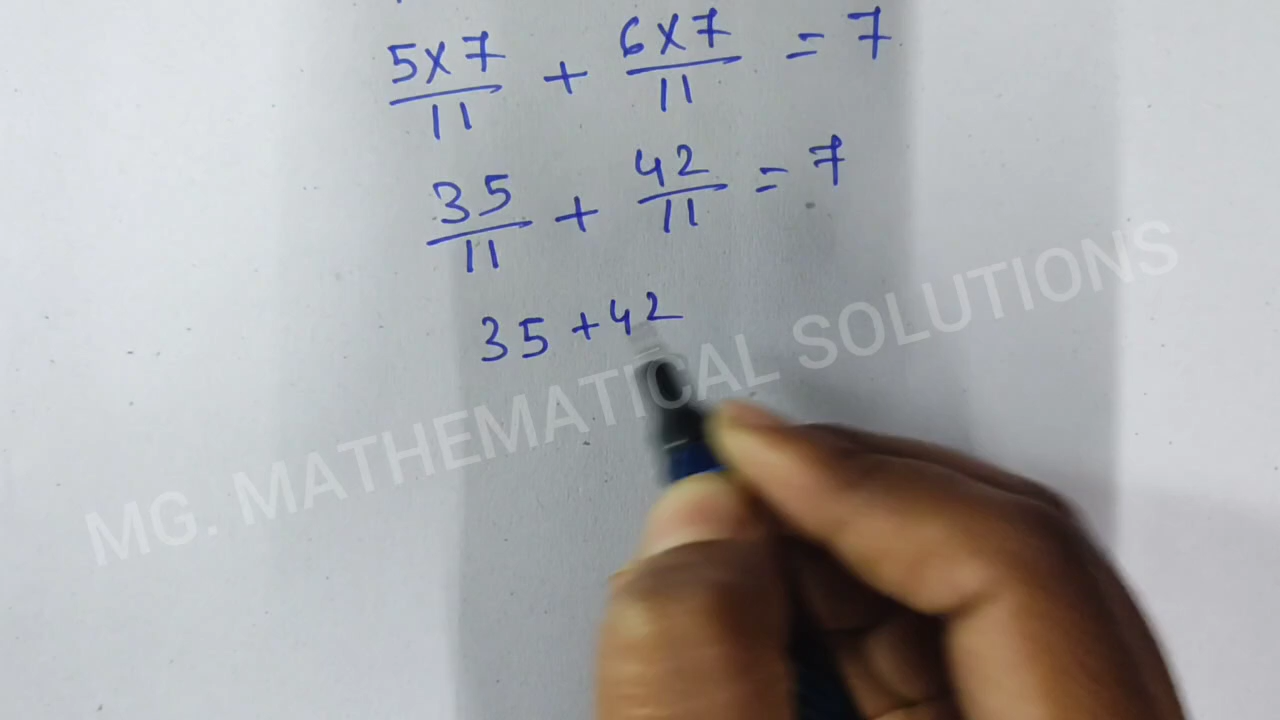 5×7/11 + 6×7/11 = 7
35/11 + 42/11 = 7
35 + 42
MG. MATHEMATICAL SOLUTIONS